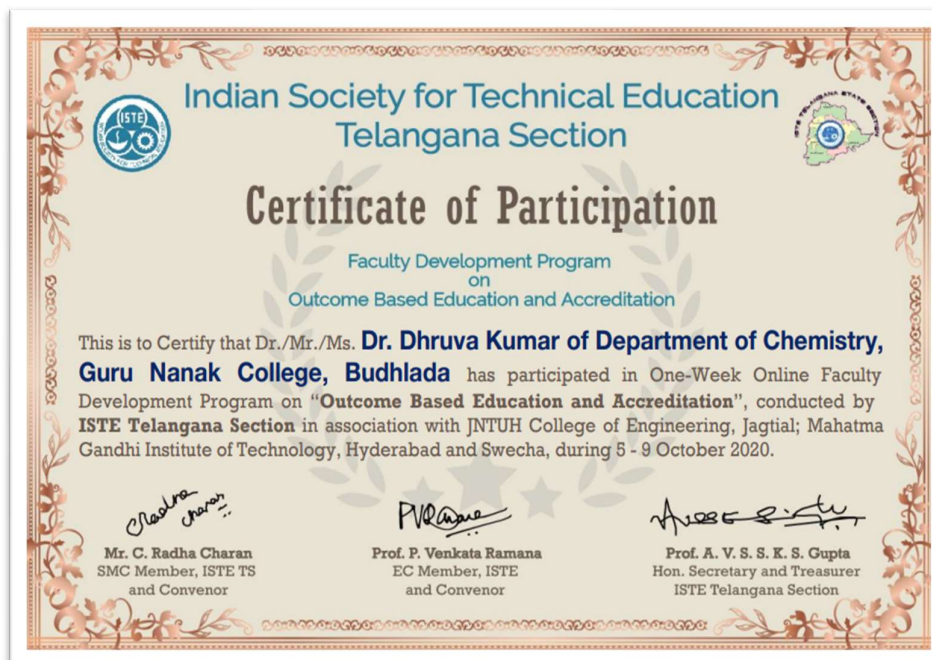 Indian Society for Technical Education
Telangana Section
ISTE
ISTE TELANGANA STATE SECTION
Certificate of Participation
Faculty Development Program
on
Outcome Based Education and Accreditation
This is to Certify that Dr./Mr./Ms. Dr. Dhruva Kumar of Department of Chemistry,
Guru Nanak College, Budhlada has participated in One-Week Online Faculty
Development Program on “Outcome Based Education and Accreditation”, conducted by
ISTE Telangana Section in association with JNTUH College of Engineering, Jagtial; Mahatma
Gandhi Institute of Technology, Hyderabad and Swecha, during 5 - 9 October 2020.
Mr. C. Radha Charan Prof. P. Venkata Ramana Prof. A. V. S. S. K. S. Gupta
SMC Member, ISTE TS EC Member, ISTE Hon. Secretary and Treasurer
and Convenor and Convenor ISTE Telangana Section